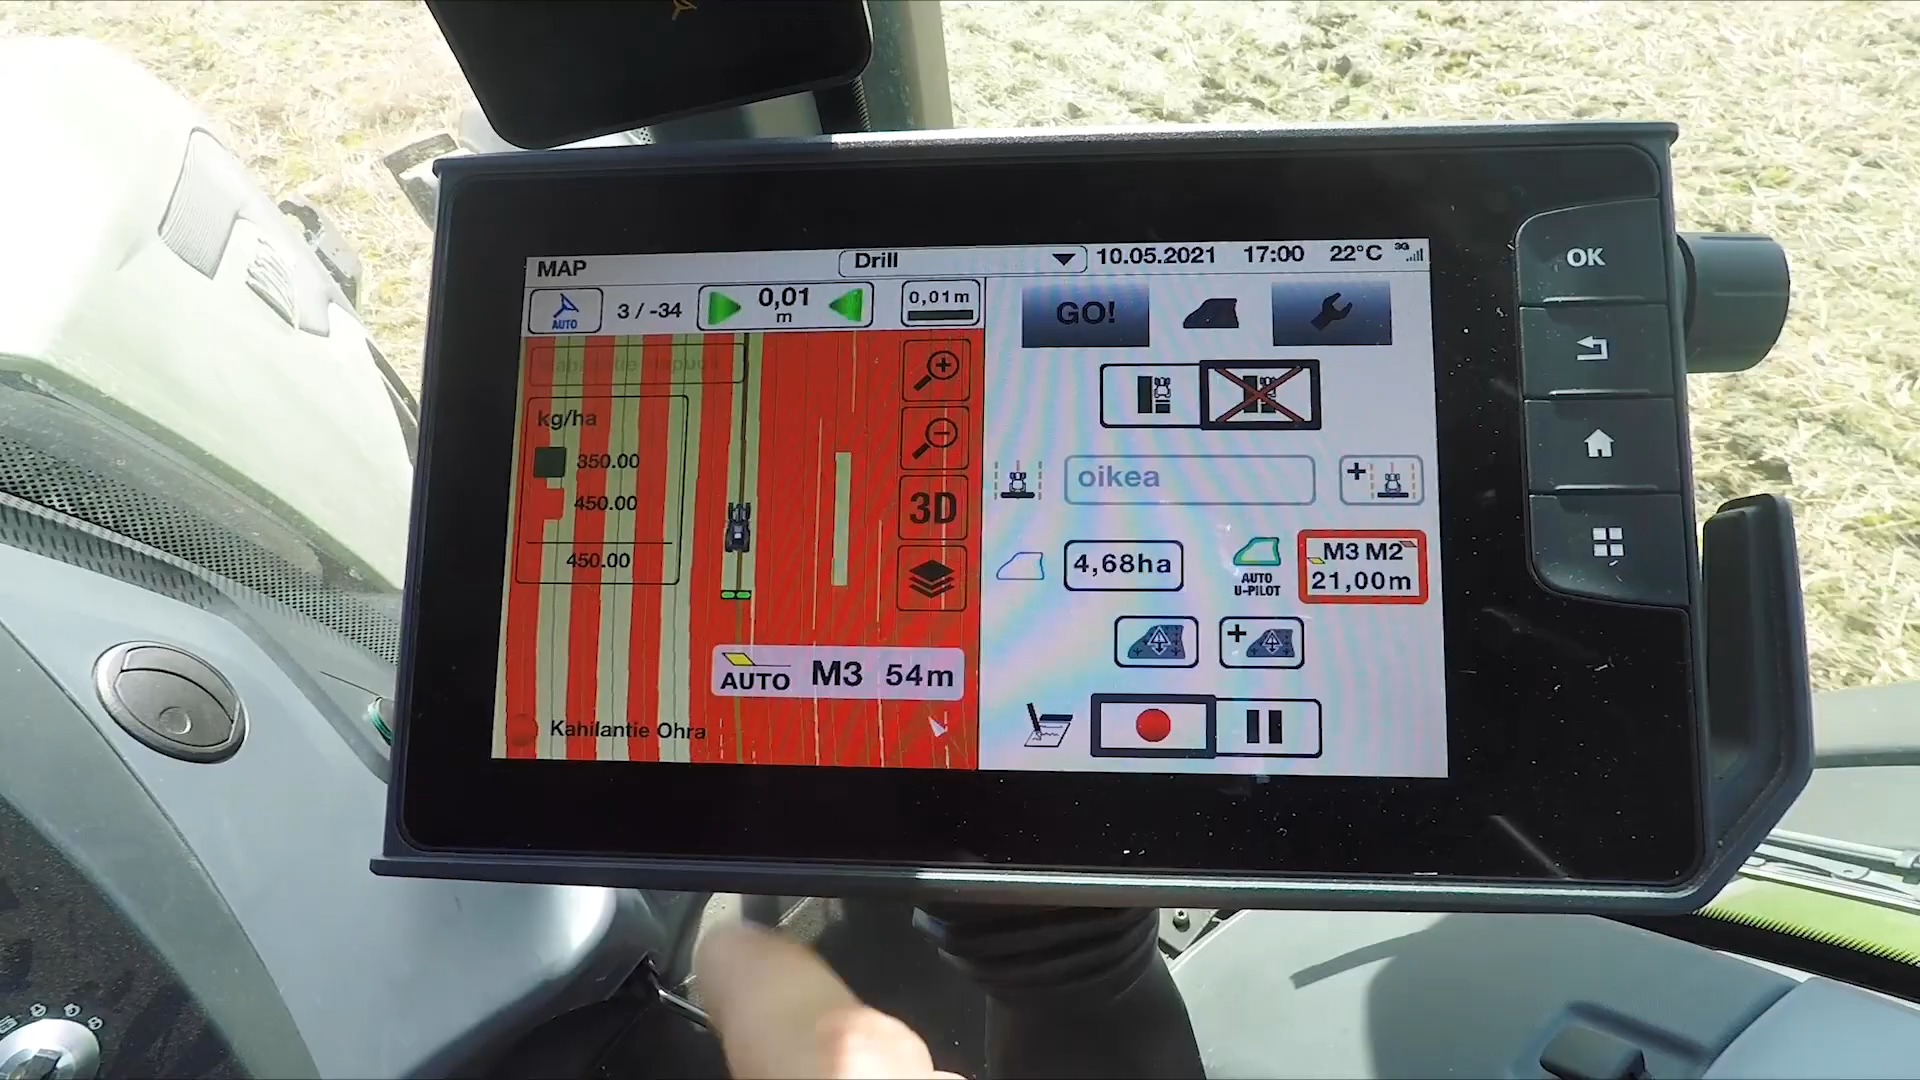 MAP
Drill
10.05.2021
17:00
22°C
3G
AUTO
3 / -34
0,01
m
0,01m
GO!
kg/ha
350.00
450.00
450.00
3D
AUTO M3 54m
Kahilantie Ohra
oikea
4,68ha
AUTO
U-PILOT
M3 M2
21,00m
OK